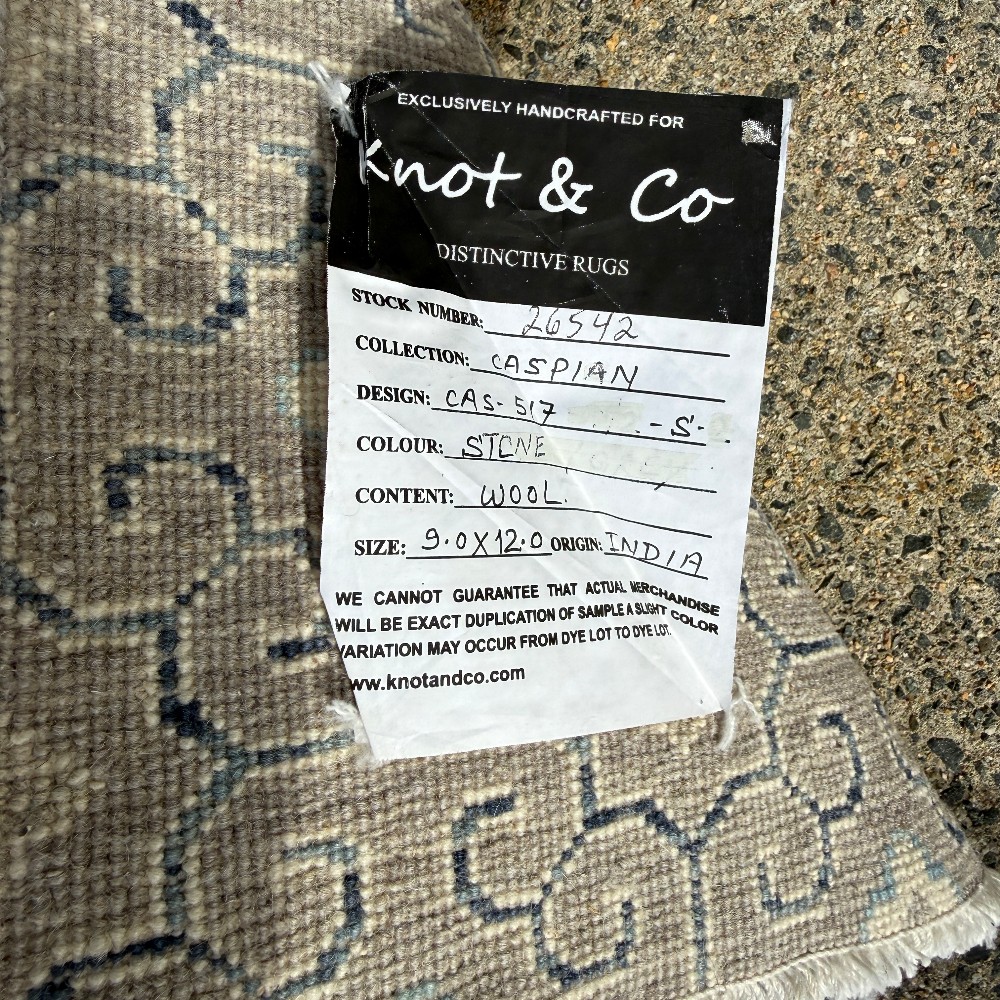 EXCLUSIVELY HANDCRAFTED FOR
Knot & Co
DISTINCTIVE RUGS
STOCK NUMBER: 26542
COLLECTION: CASPIAN
DESIGN: CAS-517 -S-
COLOUR: STONE
CONTENT: WOOL.
SIZE: 9.0X12.0 ORIGIN: INDIA
WE CANNOT GUARANTEE THAT ACTUAL MERCHANDISE
WILL BE EXACT DUPLICATION OF SAMPLE A SLIGHT COLOR
VARIATION MAY OCCUR FROM DYE LOT TO DYE LOT.
www.knotandco.com